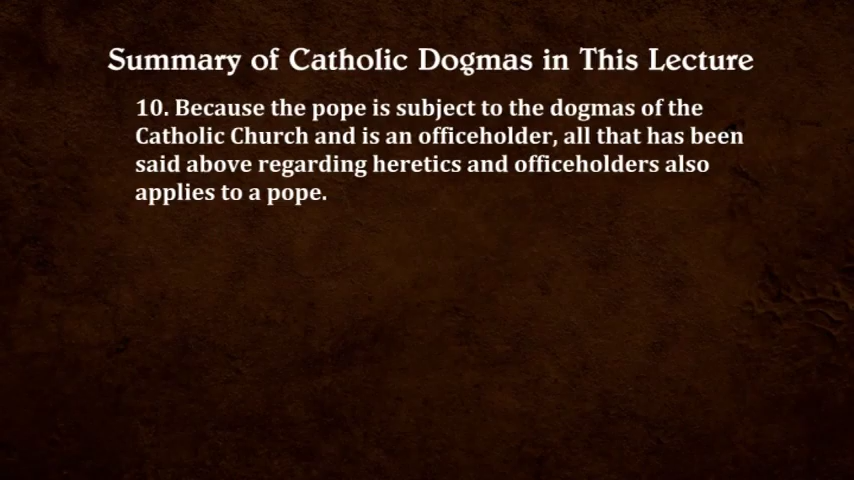 Summary of Catholic Dogmas in This Lecture
10. Because the pope is subject to the dogmas of the
Catholic Church and is an officeholder, all that has been
said above regarding heretics and officeholders also
applies to a pope.